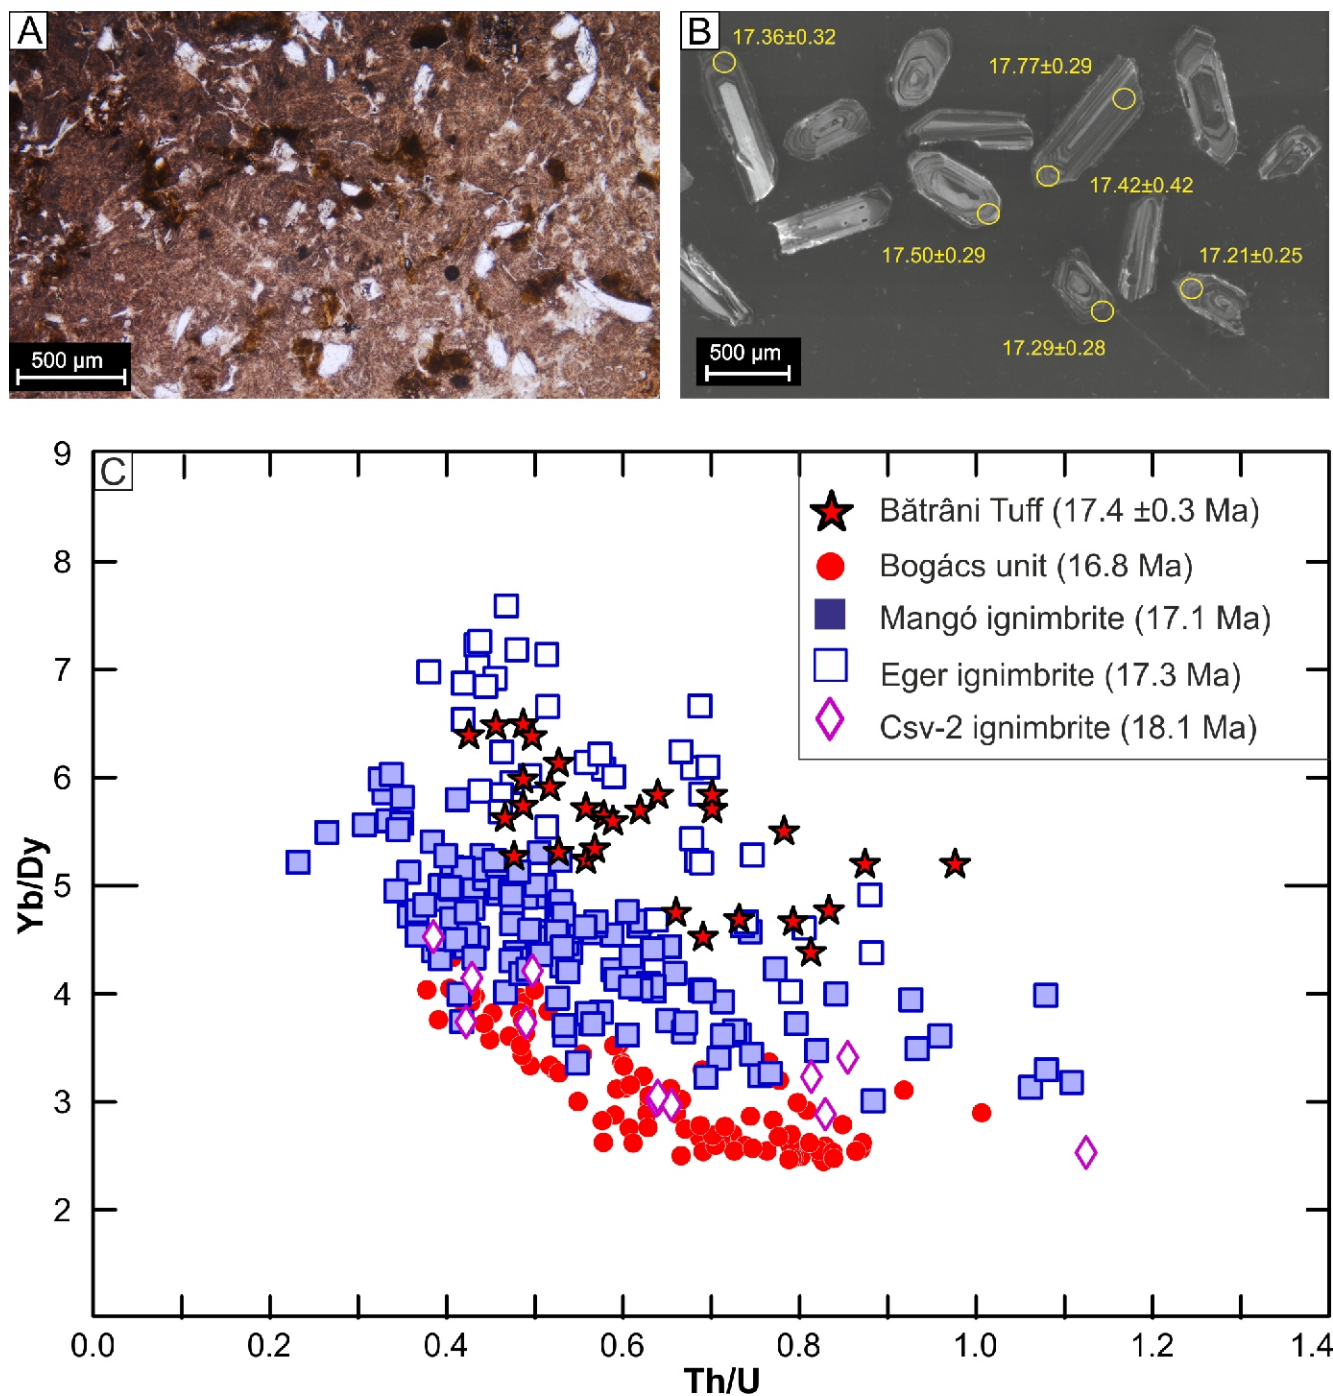 A
500 µm
B
17.36±0.32
17.77±0.29
17.42±0.42
17.50±0.29
17.21±0.25
17.29±0.28
500 µm
C
Bătrâni Tuff (17.4 ±0.3 Ma)
Bogács unit (16.8 Ma)
Mangó ignimbrite (17.1 Ma)
Eger ignimbrite (17.3 Ma)
Csv-2 ignimbrite (18.1 Ma)
9
8
7
6
5
4
3
2
Yb/Dy
0.0 0.2 0.4 0.6 0.8 1.0 1.2 1.4
Th/U